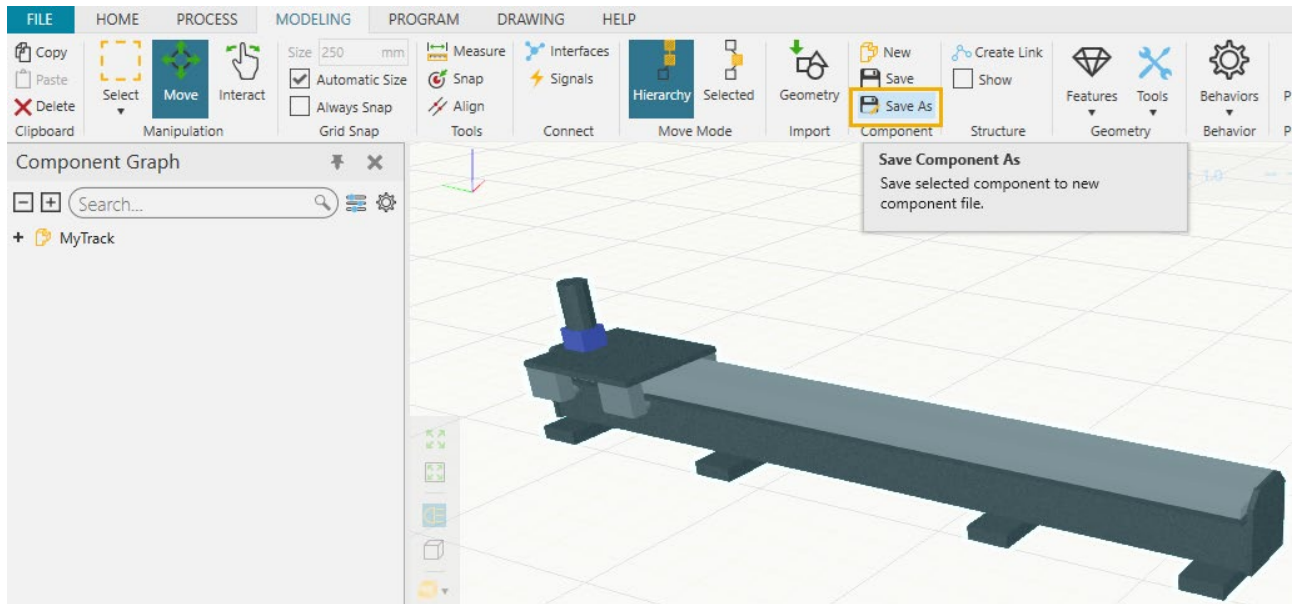 FILE HOME PROCESS MODELING PROGRAM DRAWING HELP
Copy
Paste
Delete
Clipboard
Select Move Interact
Manipulation
Size 250 mm
Automatic Size
Always Snap
Grid Snap
Measure
Snap
Align
Tools
Interfaces
Signals
Connect
Hierarchy Selected
Move Mode
Geometry
Import
New
Save
Save As
Component
Create Link
Show
Structure
Features Tools
Geometry
Behaviors
Behavior
P
P
Component Graph
Search...
MyTrack
Save Component As
Save selected component to new
component file.
1.0